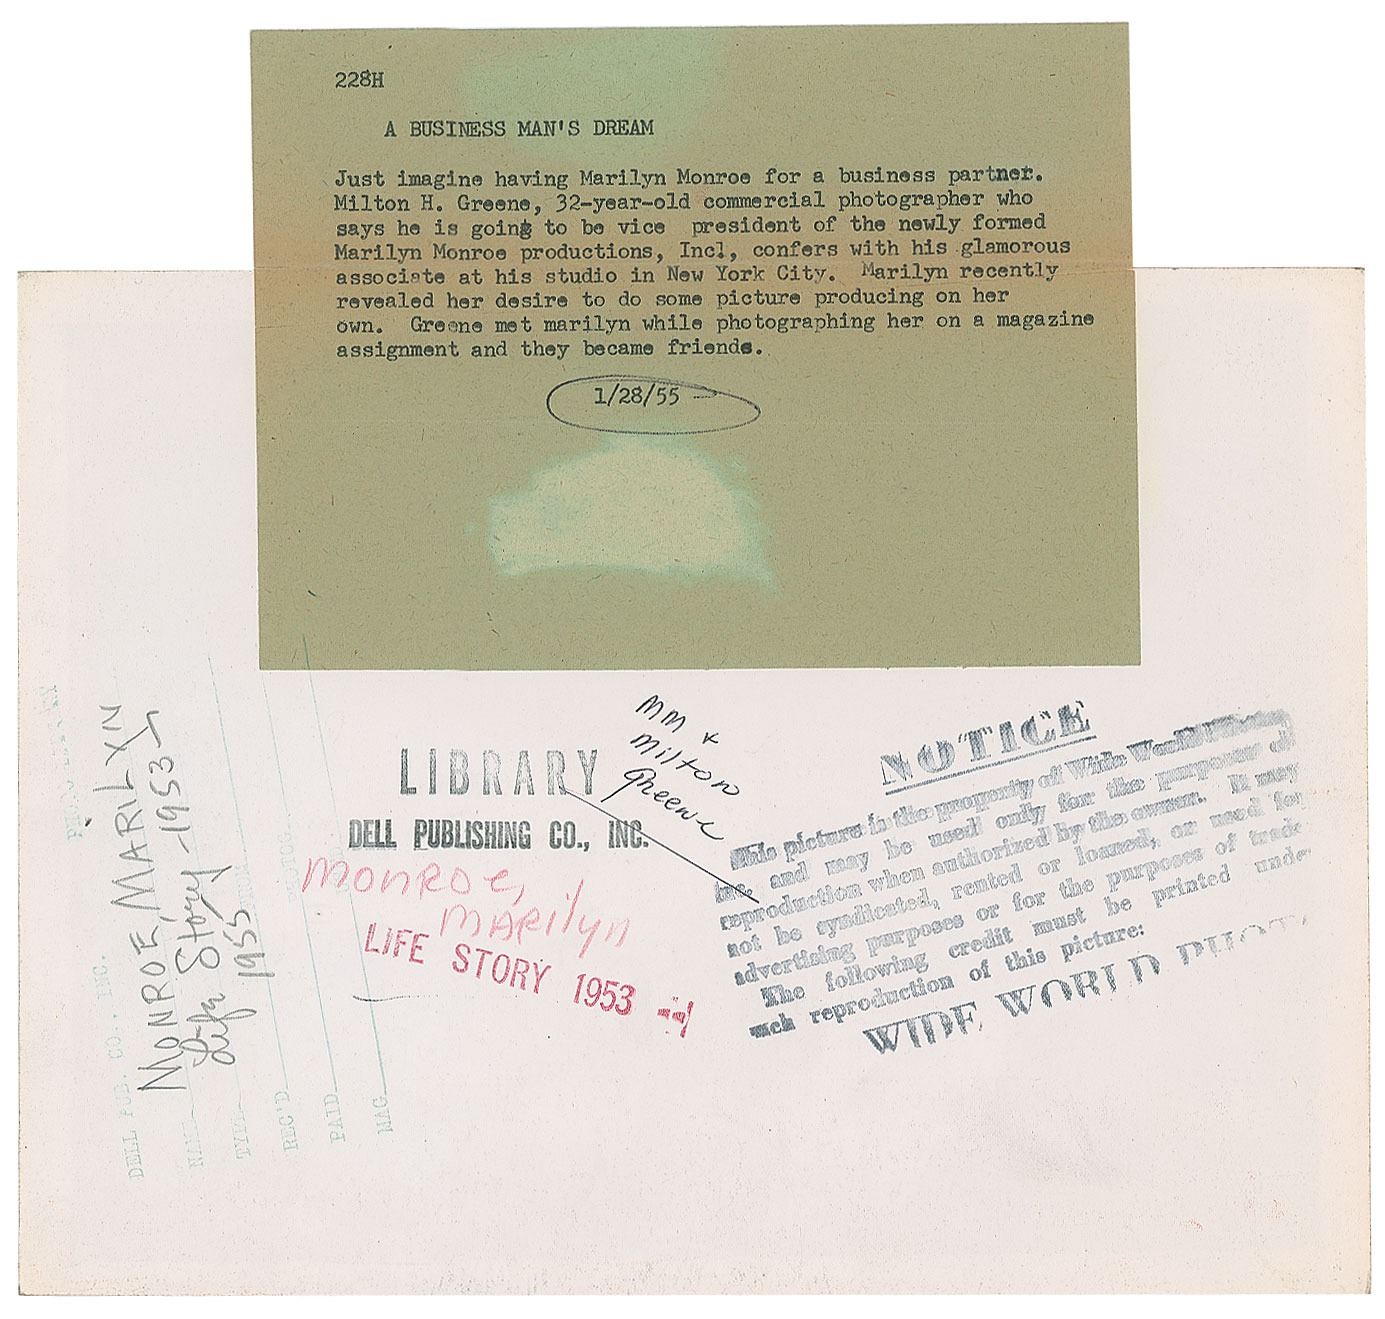 228H
A BUSINESS MAN'S DREAM
Just imagine having Marilyn Monroe for a business partner.
Milton H. Greene, 32-year-old commercial photographer who
says he is going to be vice president of the newly formed
Marilyn Monroe productions, Incl, confers with his glamorous
associate at his studio in New York City. Marilyn recently
revealed her desire to do some picture producing on her
own. Greene met marilyn while photographing her on a magazine
assignment and they became friends.
1/28/55
MM +
Milton
Greene
LIBRARY
DELL PUBLISHING CO., INC.
MONROE,
MARilyn
LIFE STORY 1953
NOTICE
This picture is the property of Wide World Photos
Inc. and may be used only for the purposes of
reproduction when authorized by the owner. It may
not be syndicated, rented or loaned, or used for
advertising purposes or for the purposes of trade
The following credit must be printed under
each reproduction of this picture:
WIDE WORLD PHOTO
DELL PUB. CO., INC.
MONROE, MARILYN
Life Story - 1953
1955
NAME
TYPE
REC'D
PAID
MAG.